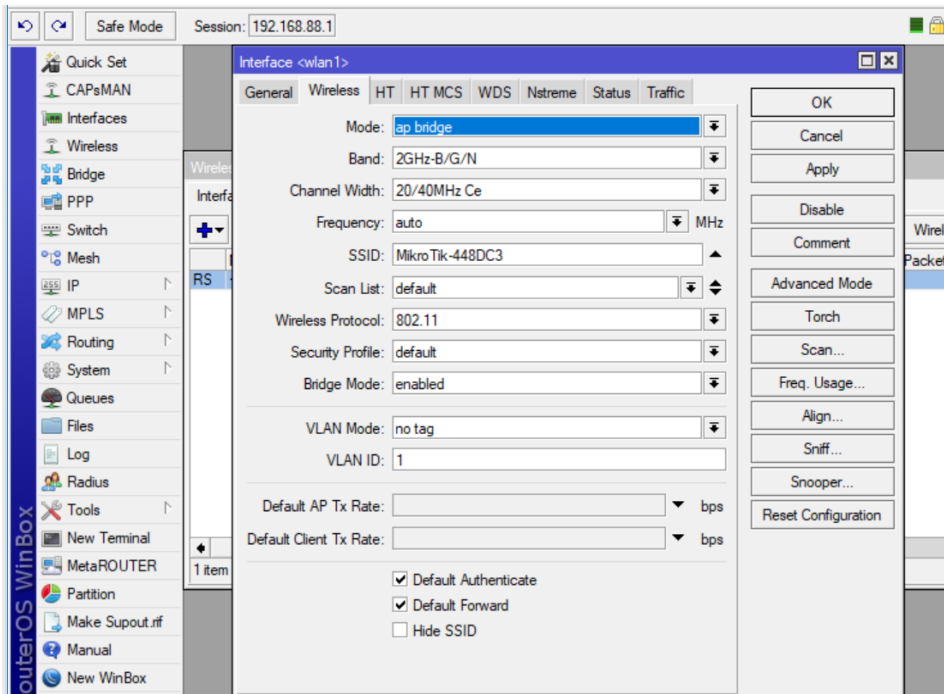 Safe Mode Session: 192.168.88.1
Interface <wlan1>
General Wireless HT HT MCS WDS Nstreme Status Traffic
Mode: ap bridge
Band: 2GHz-B/G/N
Channel Width: 20/40MHz Ce
Frequency: auto MHz
SSID: MikroTik-448DC3
Scan List: default
Wireless Protocol: 802.11
Security Profile: default
Bridge Mode: enabled
VLAN Mode: no tag
VLAN ID: 1
Default AP Tx Rate: bps
Default Client Tx Rate: bps
Default Authenticate
Default Forward
Hide SSID
OK
Cancel
Apply
Disable
Comment
Advanced Mode
Torch
Scan...
Freq. Usage...
Align...
Sniff...
Snooper...
Reset Configuration
Quick Set
CAPsMAN
Interfaces
Wireless
Bridge
PPP
Switch
Mesh
255 IP
MPLS
Routing
System
Queues
Files
Log
Radius
Tools
New Terminal
MetaROUTER
Partition
Make Supout.rif
Manual
New WinBox
outerOS WinBox
Wireles
Interfa
RS
1 item
Wirel
Packet